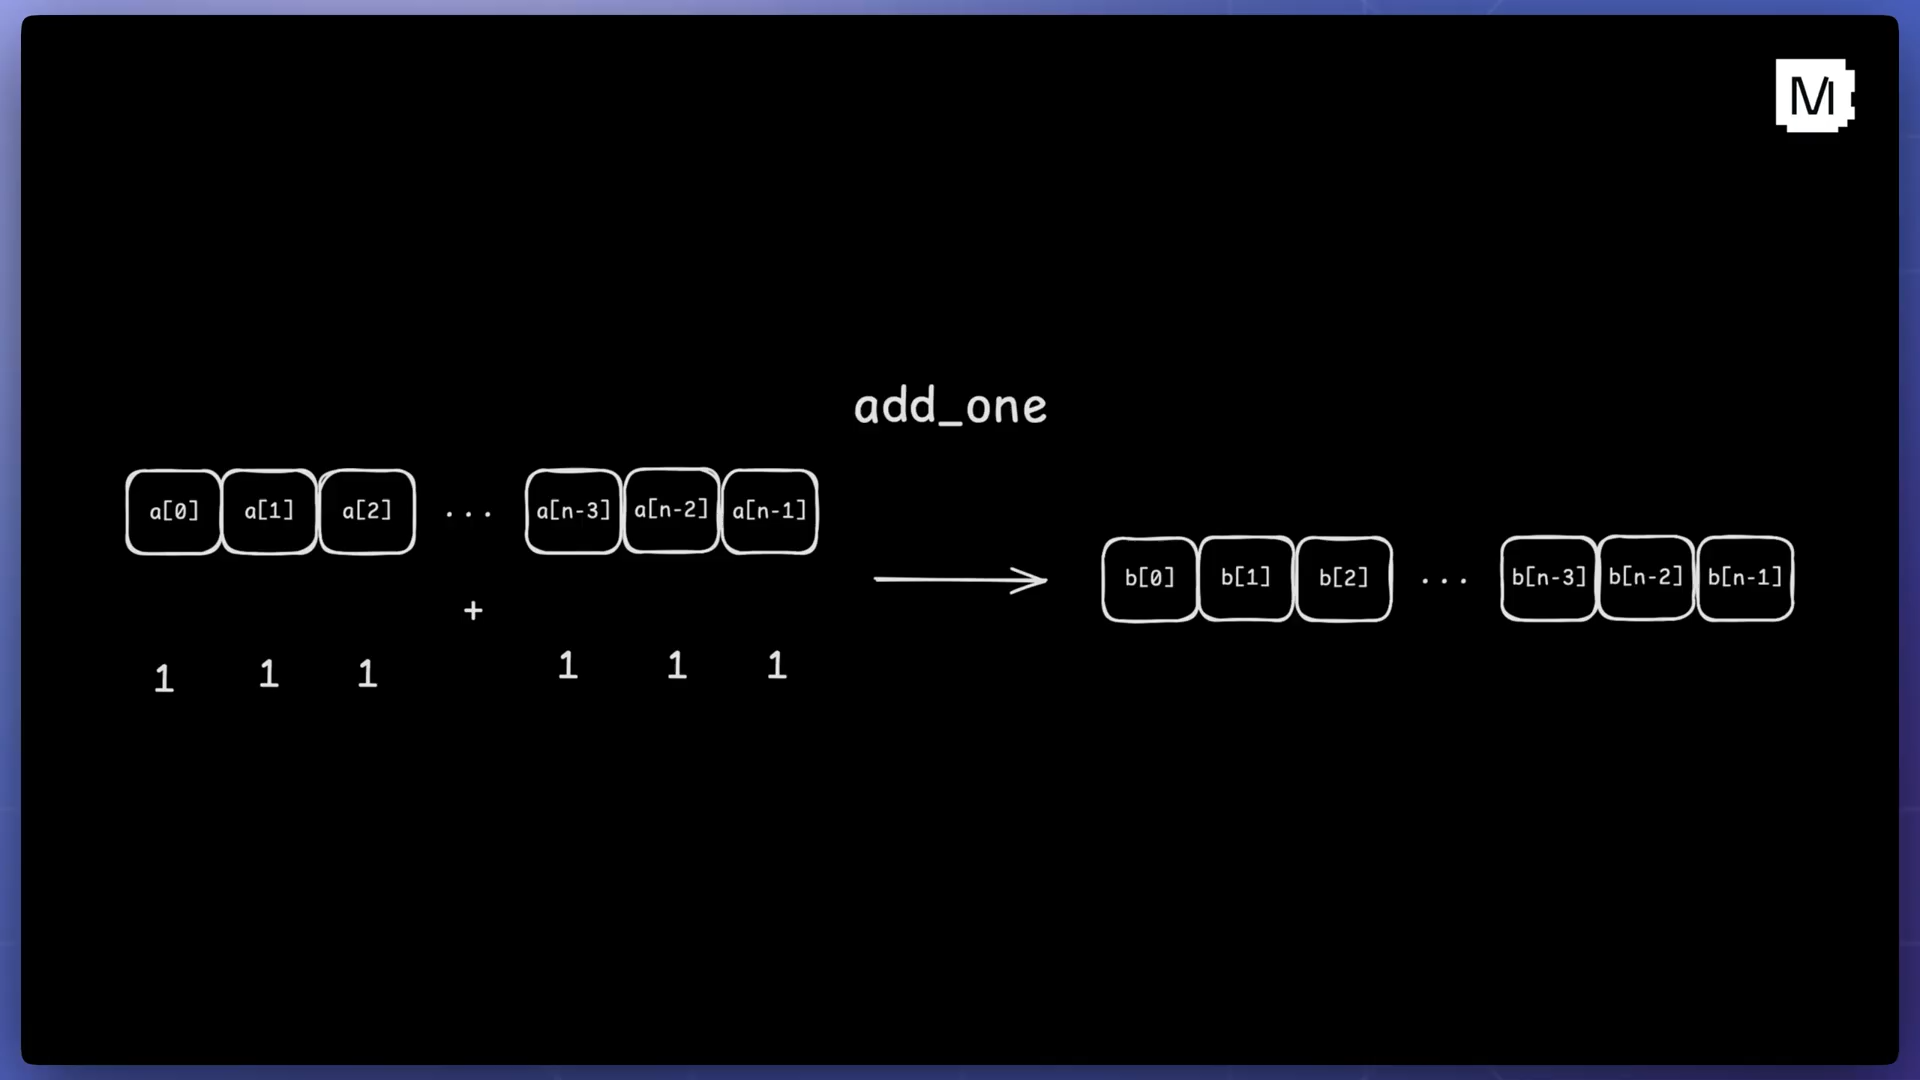 M
add_one
a[0] a[1] a[2] ... a[n-3] a[n-2] a[n-1]
+
1 1 1 1 1 1
b[0] b[1] b[2] ... b[n-3] b[n-2] b[n-1]